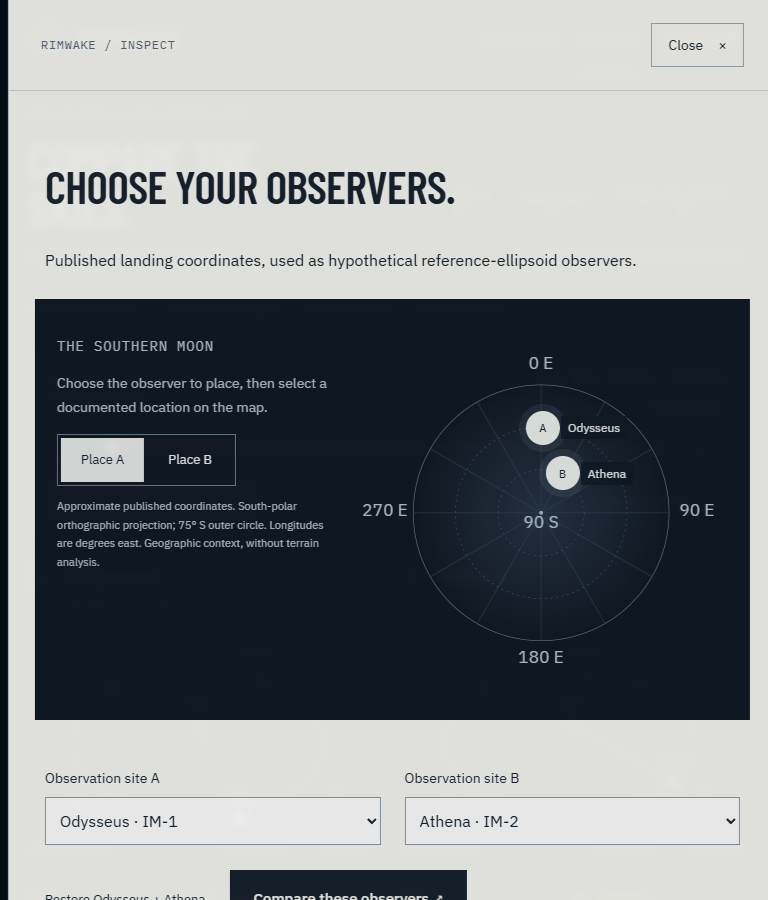 RIMWAKE / INSPECT
Close ×
CHOOSE YOUR OBSERVERS.
Published landing coordinates, used as hypothetical reference-ellipsoid observers.
THE SOUTHERN MOON
Choose the observer to place, then select a
documented location on the map.
Place A
Place B
Approximate published coordinates. South-polar
orthographic projection; 75° S outer circle. Longitudes
are degrees east. Geographic context, without terrain
analysis.
0 E
A Odysseus
B Athena
270 E
90 E
90 S
180 E
Observation site A
Observation site B
Odysseus · IM-1
Athena · IM-2
Restore Odysseus + Athena
Compare these observers ↗